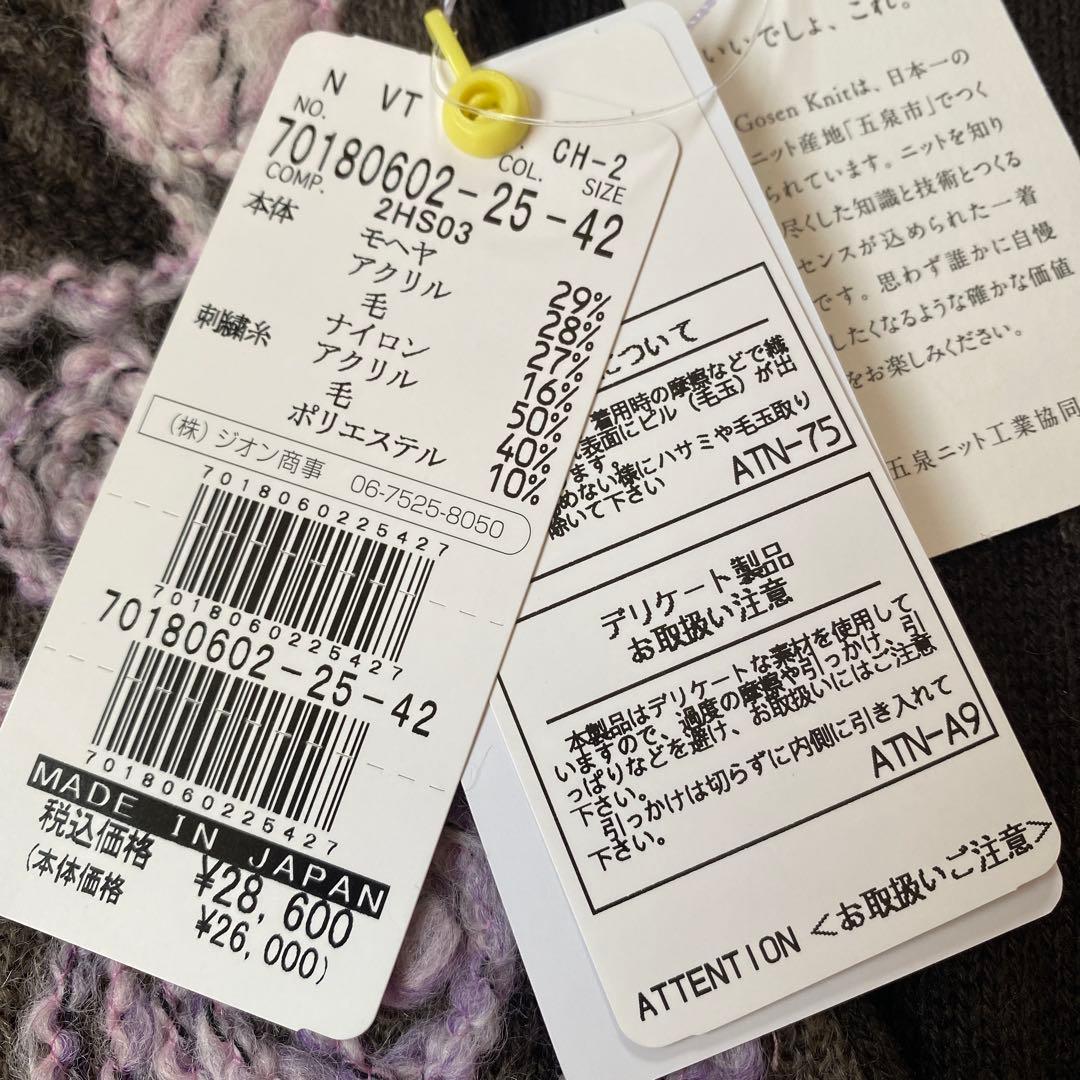 N VT CH-2
NO. COL. SIZE
70180602-25-42
COMP. 2HS03
本体 モヘヤ 29%
アクリル 28%
毛 27%
ナイロン 16%
刺繍糸 アクリル 50%
毛 40%
ポリエステル 10%
(株)ジオン商事 06-7525-8050
7018060225427
7018060225427
70180602-25-42
7018060225427
MADE IN JAPAN
税込価格 ¥28,600
(本体価格 ¥26,000)
について
着用時の摩擦などで繊
表面にピル(毛玉)が出
ます。
めない様にハサミや毛玉取り
除いて下さい
ATN-75
デリケート製品
お取扱い注意
本製品はデリケートな素材を使用して
いますので、過度の摩擦や引っかけ、引
っぱりなどを避け、お取扱いにはご注意
下さい。
引っかけは切らずに内側に引き入れて
下さい。
ATN-A9
ATTENTION <お取扱いご注意>
いいでしょ、これ。
Gosen Knitは、日本一の
ニット産地「五泉市」でつく
られています。ニットを知り
尽くした知識と技術とつくる
センスが込められた一着
です。思わず誰かに自慢
したくなるような確かな価値
をお楽しみください。
五泉ニット工業協同